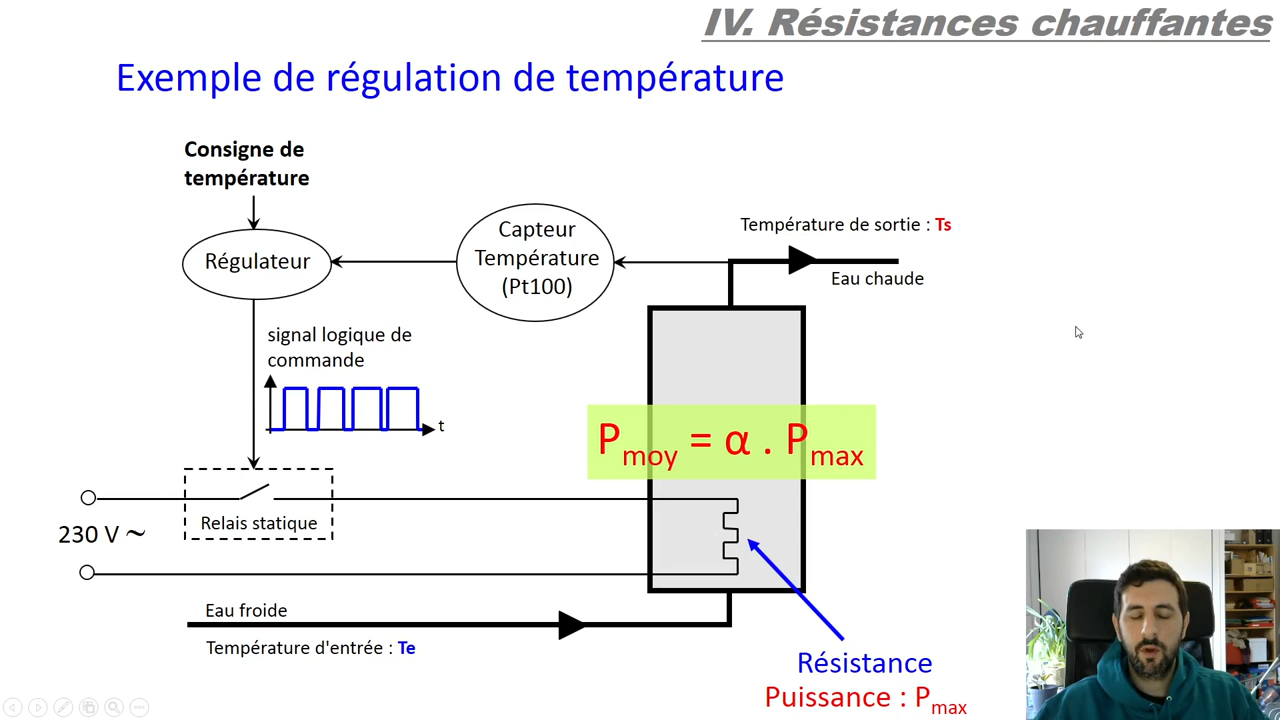 IV. Résistances chauffantes
Exemple de régulation de température
Consigne de
température
Régulateur
Capteur
Température
(Pt100)
Température de sortie : Ts
Eau chaude
signal logique de
commande
t
Pmoy = α . Pmax
Relais statique
230 V ~
Eau froide
Température d'entrée : Te
Résistance
Puissance : Pmax